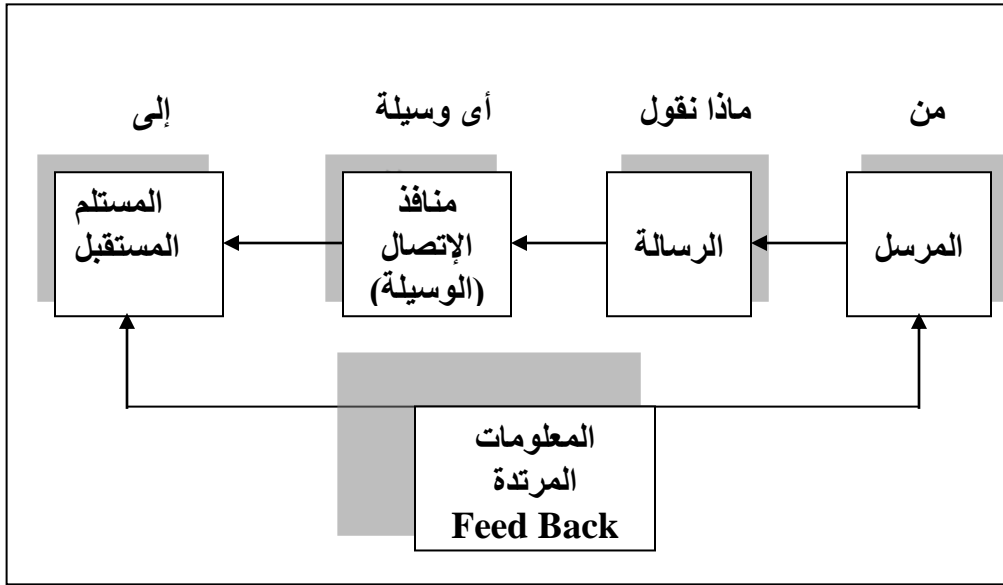 من
ماذا نقول
أى وسيلة
إلى
المرسل
الرسالة
منافذ
الإتصال
(الوسيلة)
المستلم
المستقبل
المعلومات
المرتدة
Feed Back